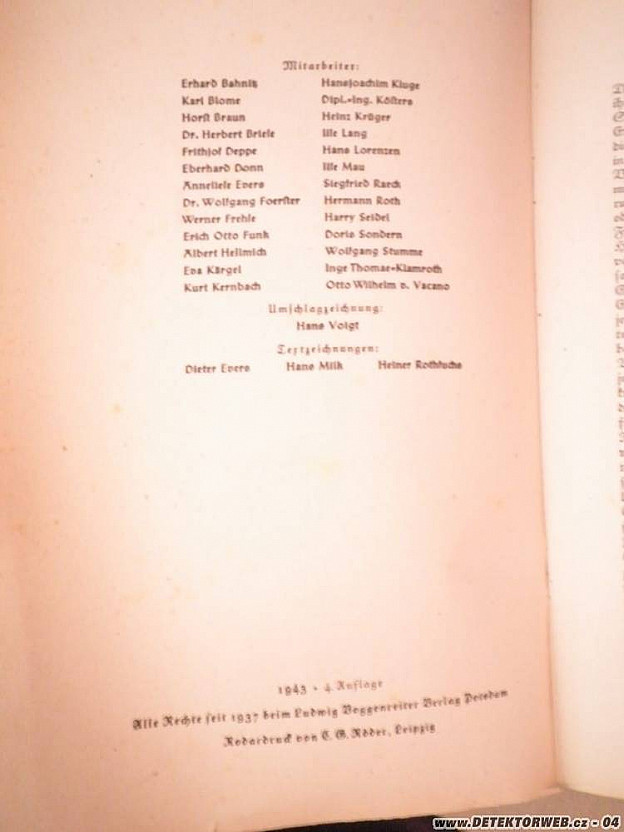 Mitarbeiter:
Erhard Bahnitz Hansjoachim Kluge
Karl Blome Dipl.-Ing. Kösters
Horst Braun Heinz Krüger
Dr. Herbert Briele Ilse Lang
Frithjof Deppe Hans Lorenzen
Eberhard Donn Ilse Mau
Anneliese Evers Siegfried Raeck
Dr. Wolfgang Foerster Hermann Roth
Werner Frehle Harry Seidel
Erich Otto Funk Doris Sondern
Albert Hellmich Wolfgang Stumme
Eva Kärgel Inge Thomae-Klamroth
Kurt Kernbach Otto Wilhelm v. Vacano
Umschlagzeichnung:
Hans Voigt
Textzeichnungen:
Dieter Evers Hans Milk Heiner Rothfuchs
1943 • 4 Auflage
Alle Rechte seit 1937 beim Ludwig Voggenreiter Verlag Potsdam
Rodardruck von C. G. Röder, Leipzig
www.DETEKTORWEB.cz - 04